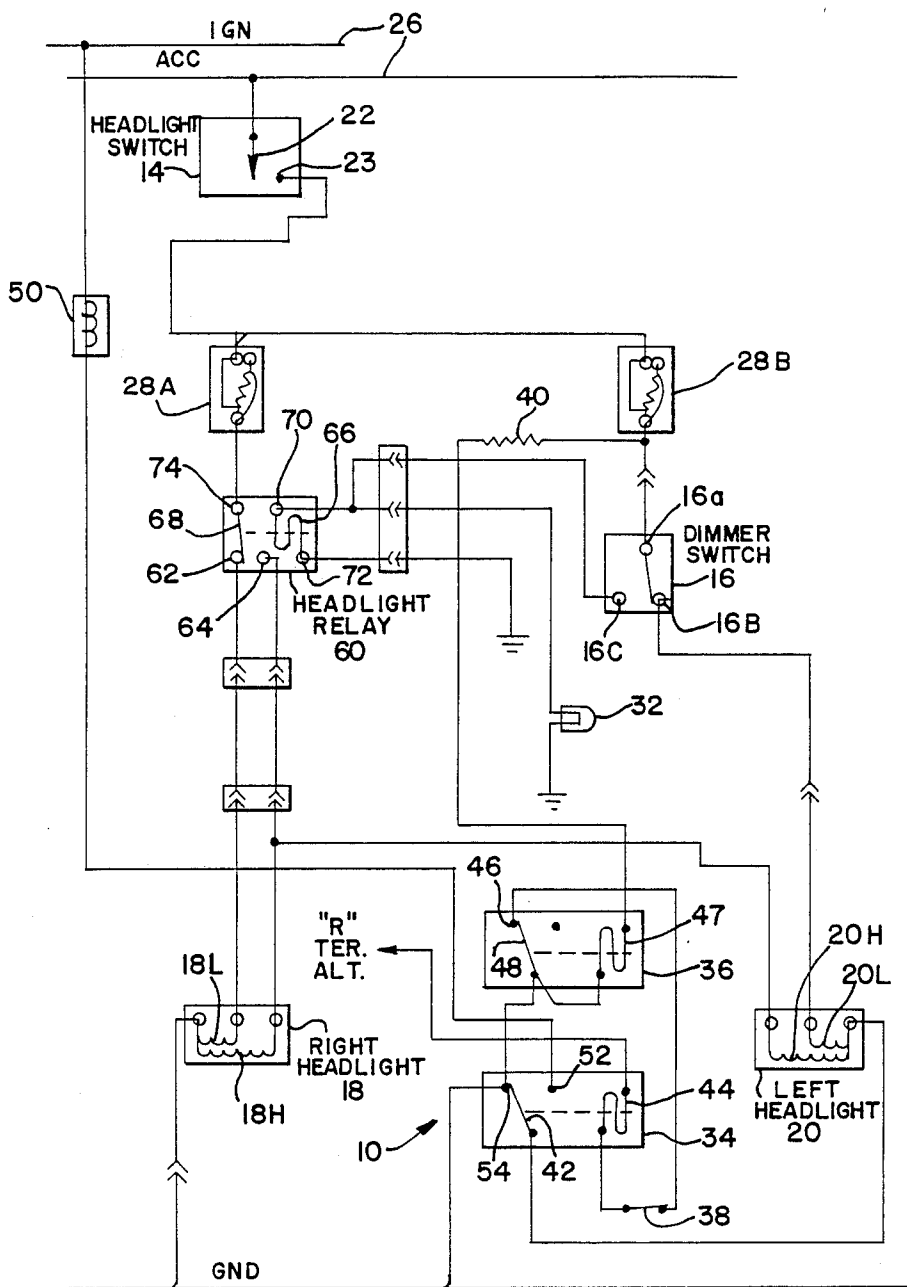 IGN
26
ACC
HEADLIGHT
SWITCH
14
22
23
50
28A
28B
40
70
66
74
68
62
64
72
HEADLIGHT
RELAY
60
16a
DIMMER
SWITCH
16
16C
16B
32
46
"R"
TER.
ALT.
48
47
36
20H
20L
18L
18H
RIGHT
HEADLIGHT
18
52
44
34
10
54
42
38
LEFT
HEADLIGHT
20
GND